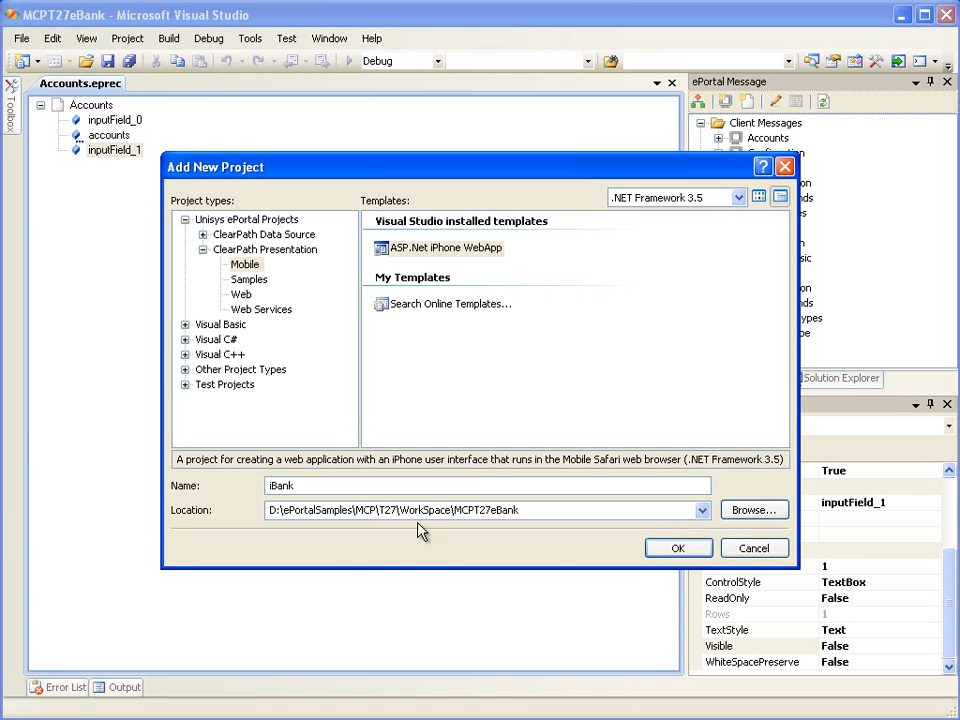 MCPT27eBank - Microsoft Visual Studio
File Edit View Project Build Debug Tools Test Window Help
Debug
Toolbox
Accounts.eprec
Accounts
inputField_0
accounts
inputField_1
ePortal Message
Client Messages
Accounts
Add New Project
Project types:
Templates:
.NET Framework 3.5
Unisys ePortal Projects
ClearPath Data Source
ClearPath Presentation
Mobile
Samples
Web
Web Services
Visual Basic
Visual C#
Visual C++
Other Project Types
Test Projects
Visual Studio installed templates
ASP.Net iPhone WebApp
My Templates
Search Online Templates...
A project for creating a web application with an iPhone user interface that runs in the Mobile Safari web browser (.NET Framework 3.5)
Name:
iBank
Location:
D:\ePortalSamples\MCP\T27\WorkSpace\MCPT27eBank
Browse...
OK
Cancel
Solution Explorer
True
inputField_1
1
ControlStyle TextBox
ReadOnly False
Rows 1
TextStyle Text
Visible False
WhiteSpacePreserve False
Error List
Output